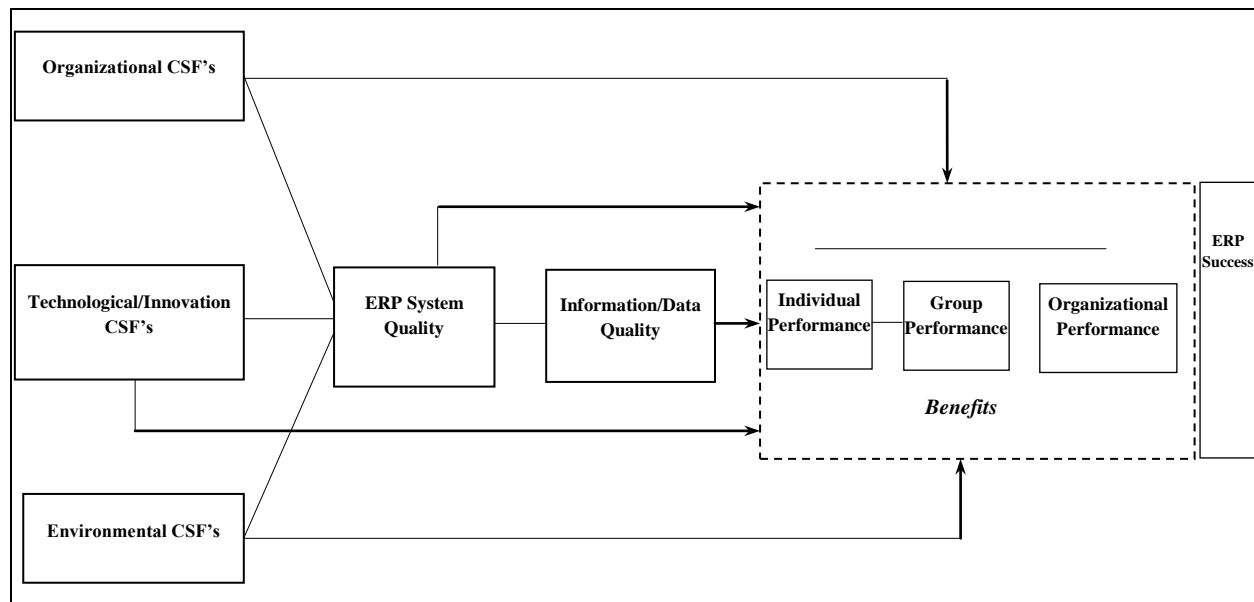 Organizational CSF's
Technological/Innovation
CSF's
Environmental CSF's
ERP System
Quality
Information/Data
Quality
Individual
Performance
Group
Performance
Organizational
Performance
Benefits
ERP
Success